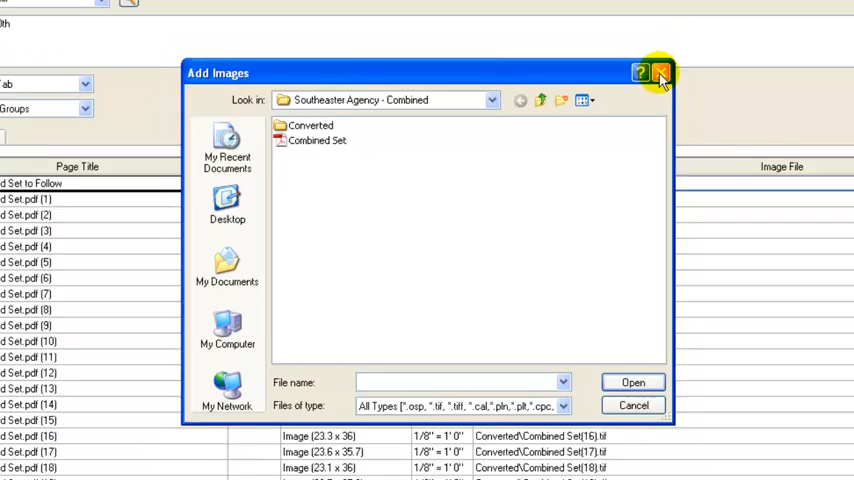 0th
Add Images
Look in: Southeaster Agency - Combined
ab
Groups
Converted
Combined Set
My Recent
Documents
Desktop
My Documents
My Computer
My Network
File name:
Open
Files of type: All Types [*.osp, *.tif, *.tiff, *.cal,*.pln,*.plt,*.cpc,
Cancel
Page Title Image File
d Set to Follow
d Set.pdf (1)
d Set.pdf (2)
d Set.pdf (3)
d Set.pdf (4)
d Set.pdf (5)
d Set.pdf (6)
d Set.pdf (7)
d Set.pdf (8)
d Set.pdf (9)
d Set.pdf (10)
d Set.pdf (11)
d Set.pdf (12)
d Set.pdf (13)
d Set.pdf (14)
d Set.pdf (15)
d Set.pdf (16) Image (23.3 x 36) 1/8" = 1' 0" Converted\Combined Set(16).tif
d Set.pdf (17) Image (23.6 x 35.7) 1/8" = 1' 0" Converted\Combined Set(17).tif
d Set.pdf (18) Image (23.1 x 36) 1/8" = 1' 0" Converted\Combined Set(18).tif